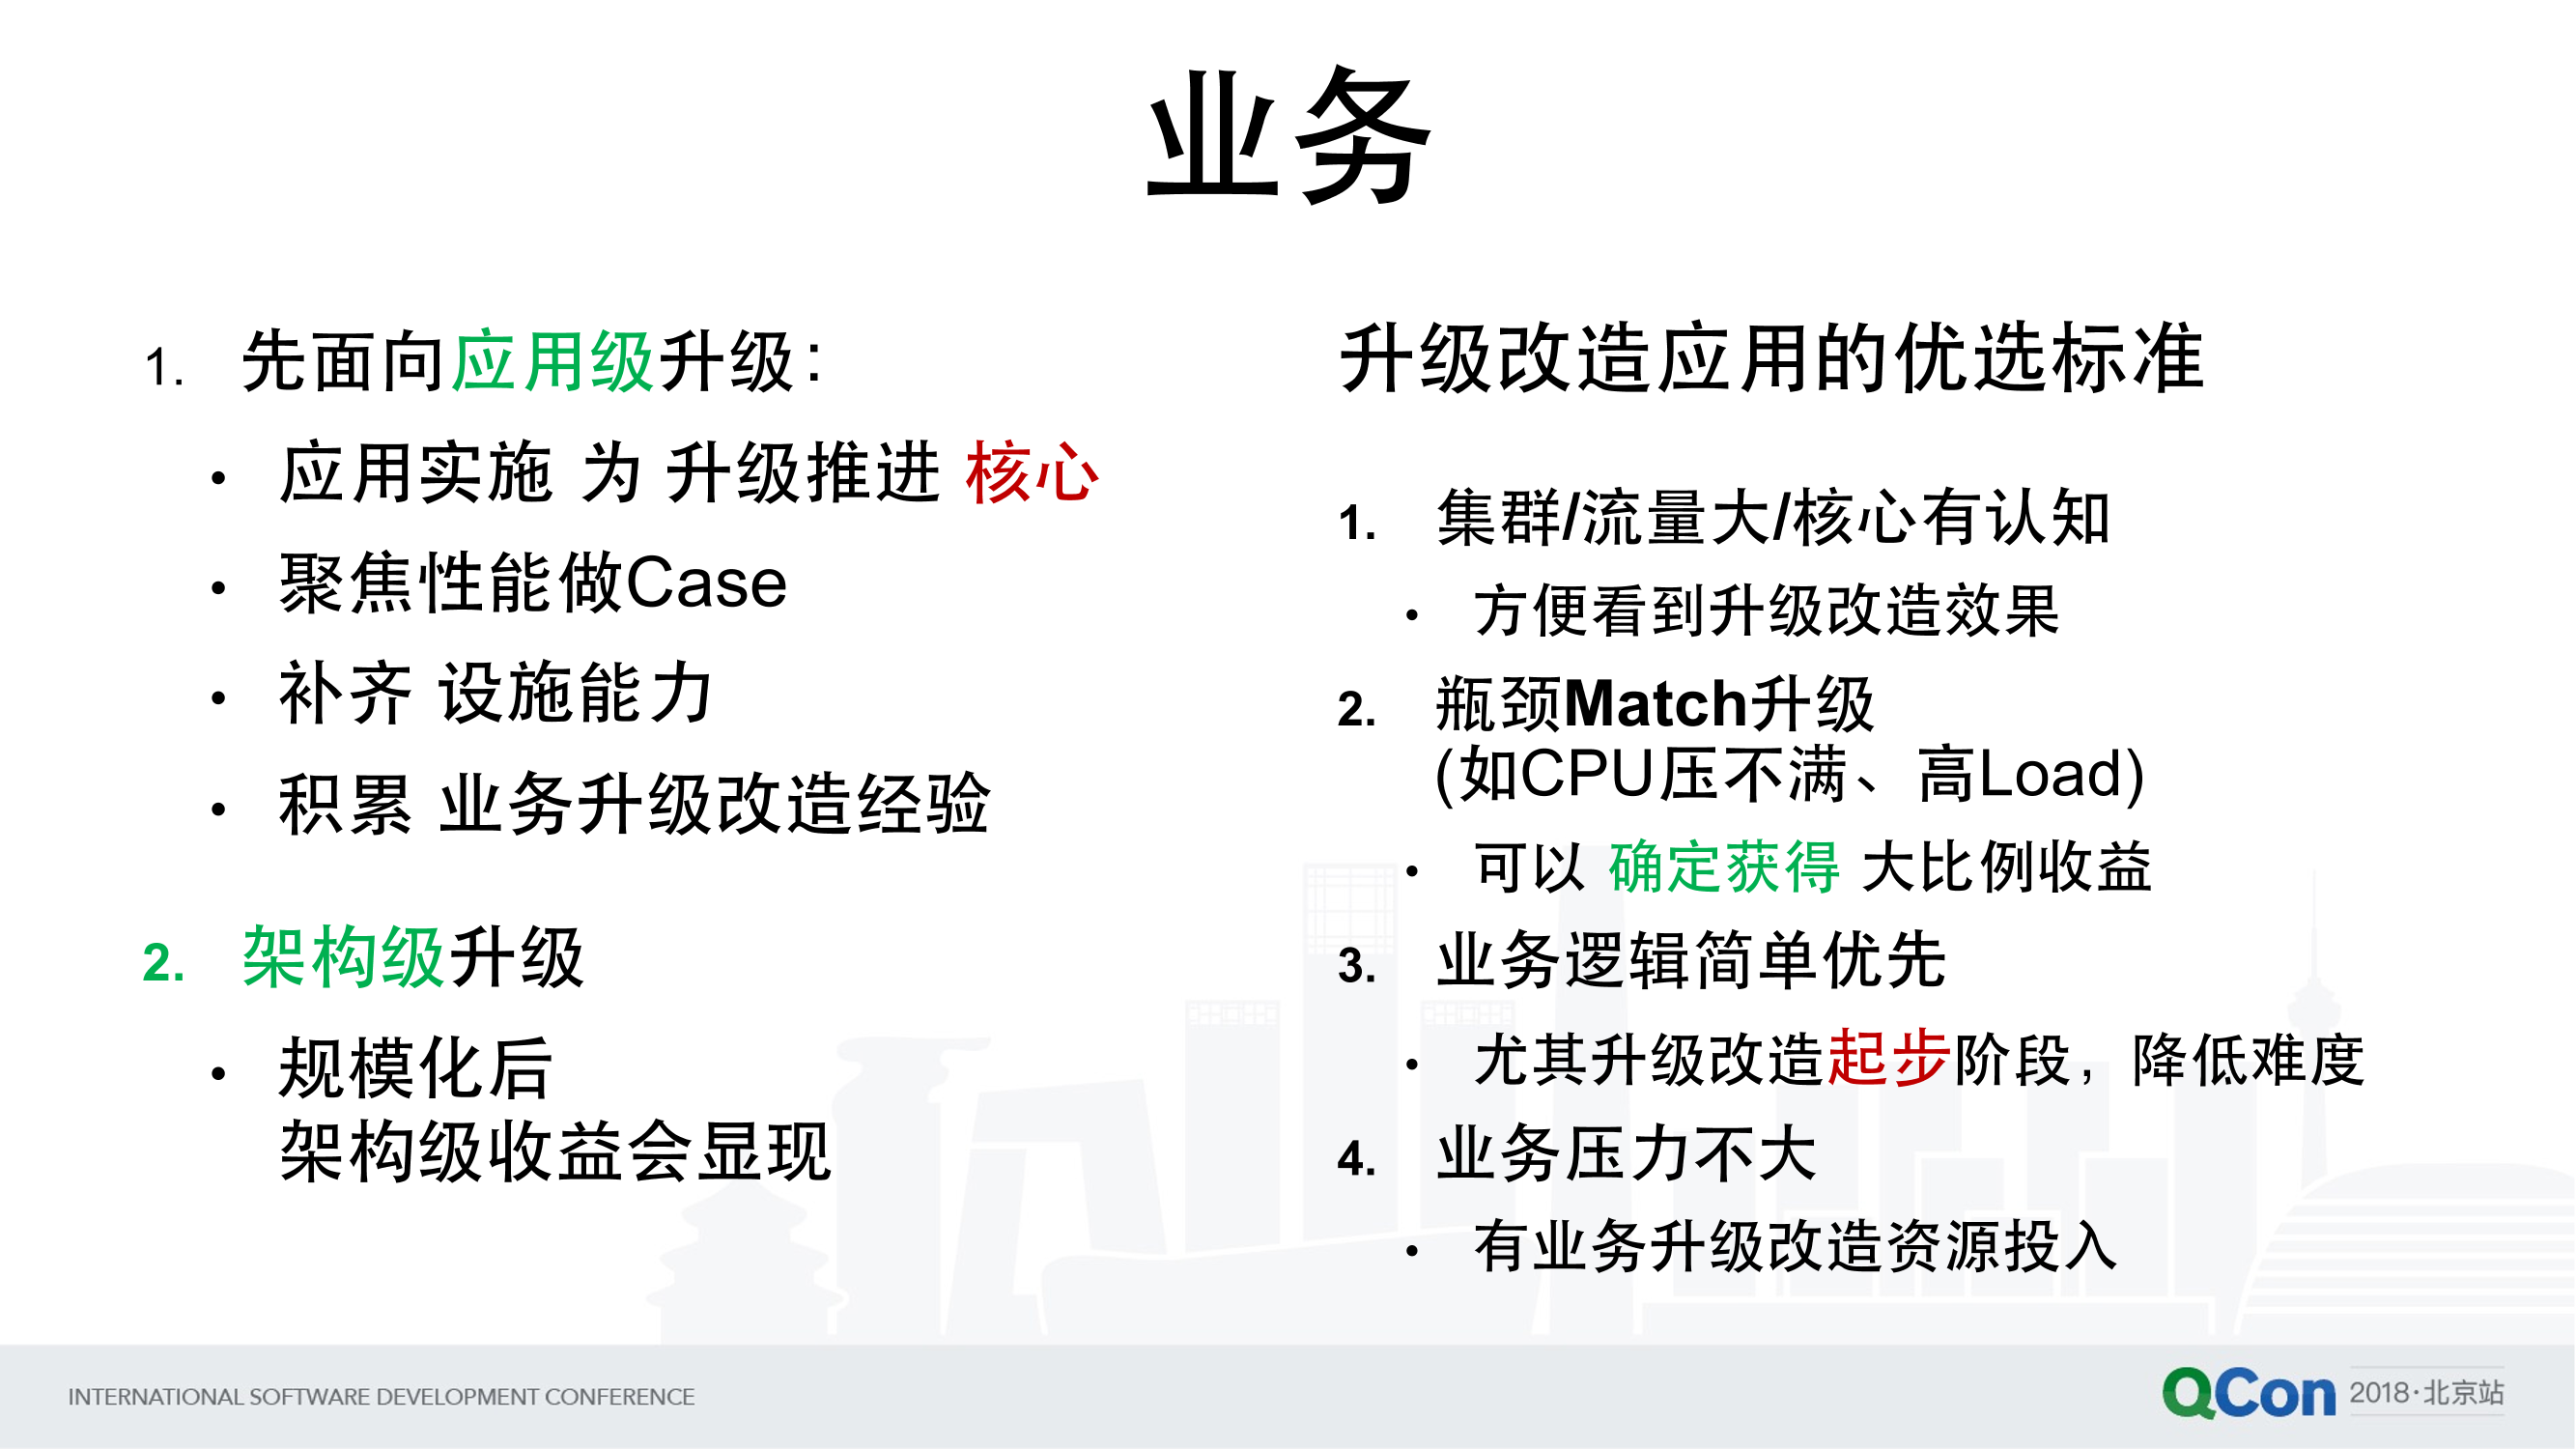 业务
1. 先面向应用级升级：
• 应用实施 为 升级推进 核心
• 聚焦性能做Case
• 补齐 设施能力
• 积累 业务升级改造经验
2. 架构级升级
• 规模化后
架构级收益会显现
升级改造应用的优选标准
1. 集群/流量大/核心有认知
• 方便看到升级改造效果
2. 瓶颈Match升级
(如CPU压不满、高Load)
• 可以 确定获得 大比例收益
3. 业务逻辑简单优先
• 尤其升级改造起步阶段，降低难度
4. 业务压力不大
• 有业务升级改造资源投入
INTERNATIONAL SOFTWARE DEVELOPMENT CONFERENCE
QCon 2018·北京站